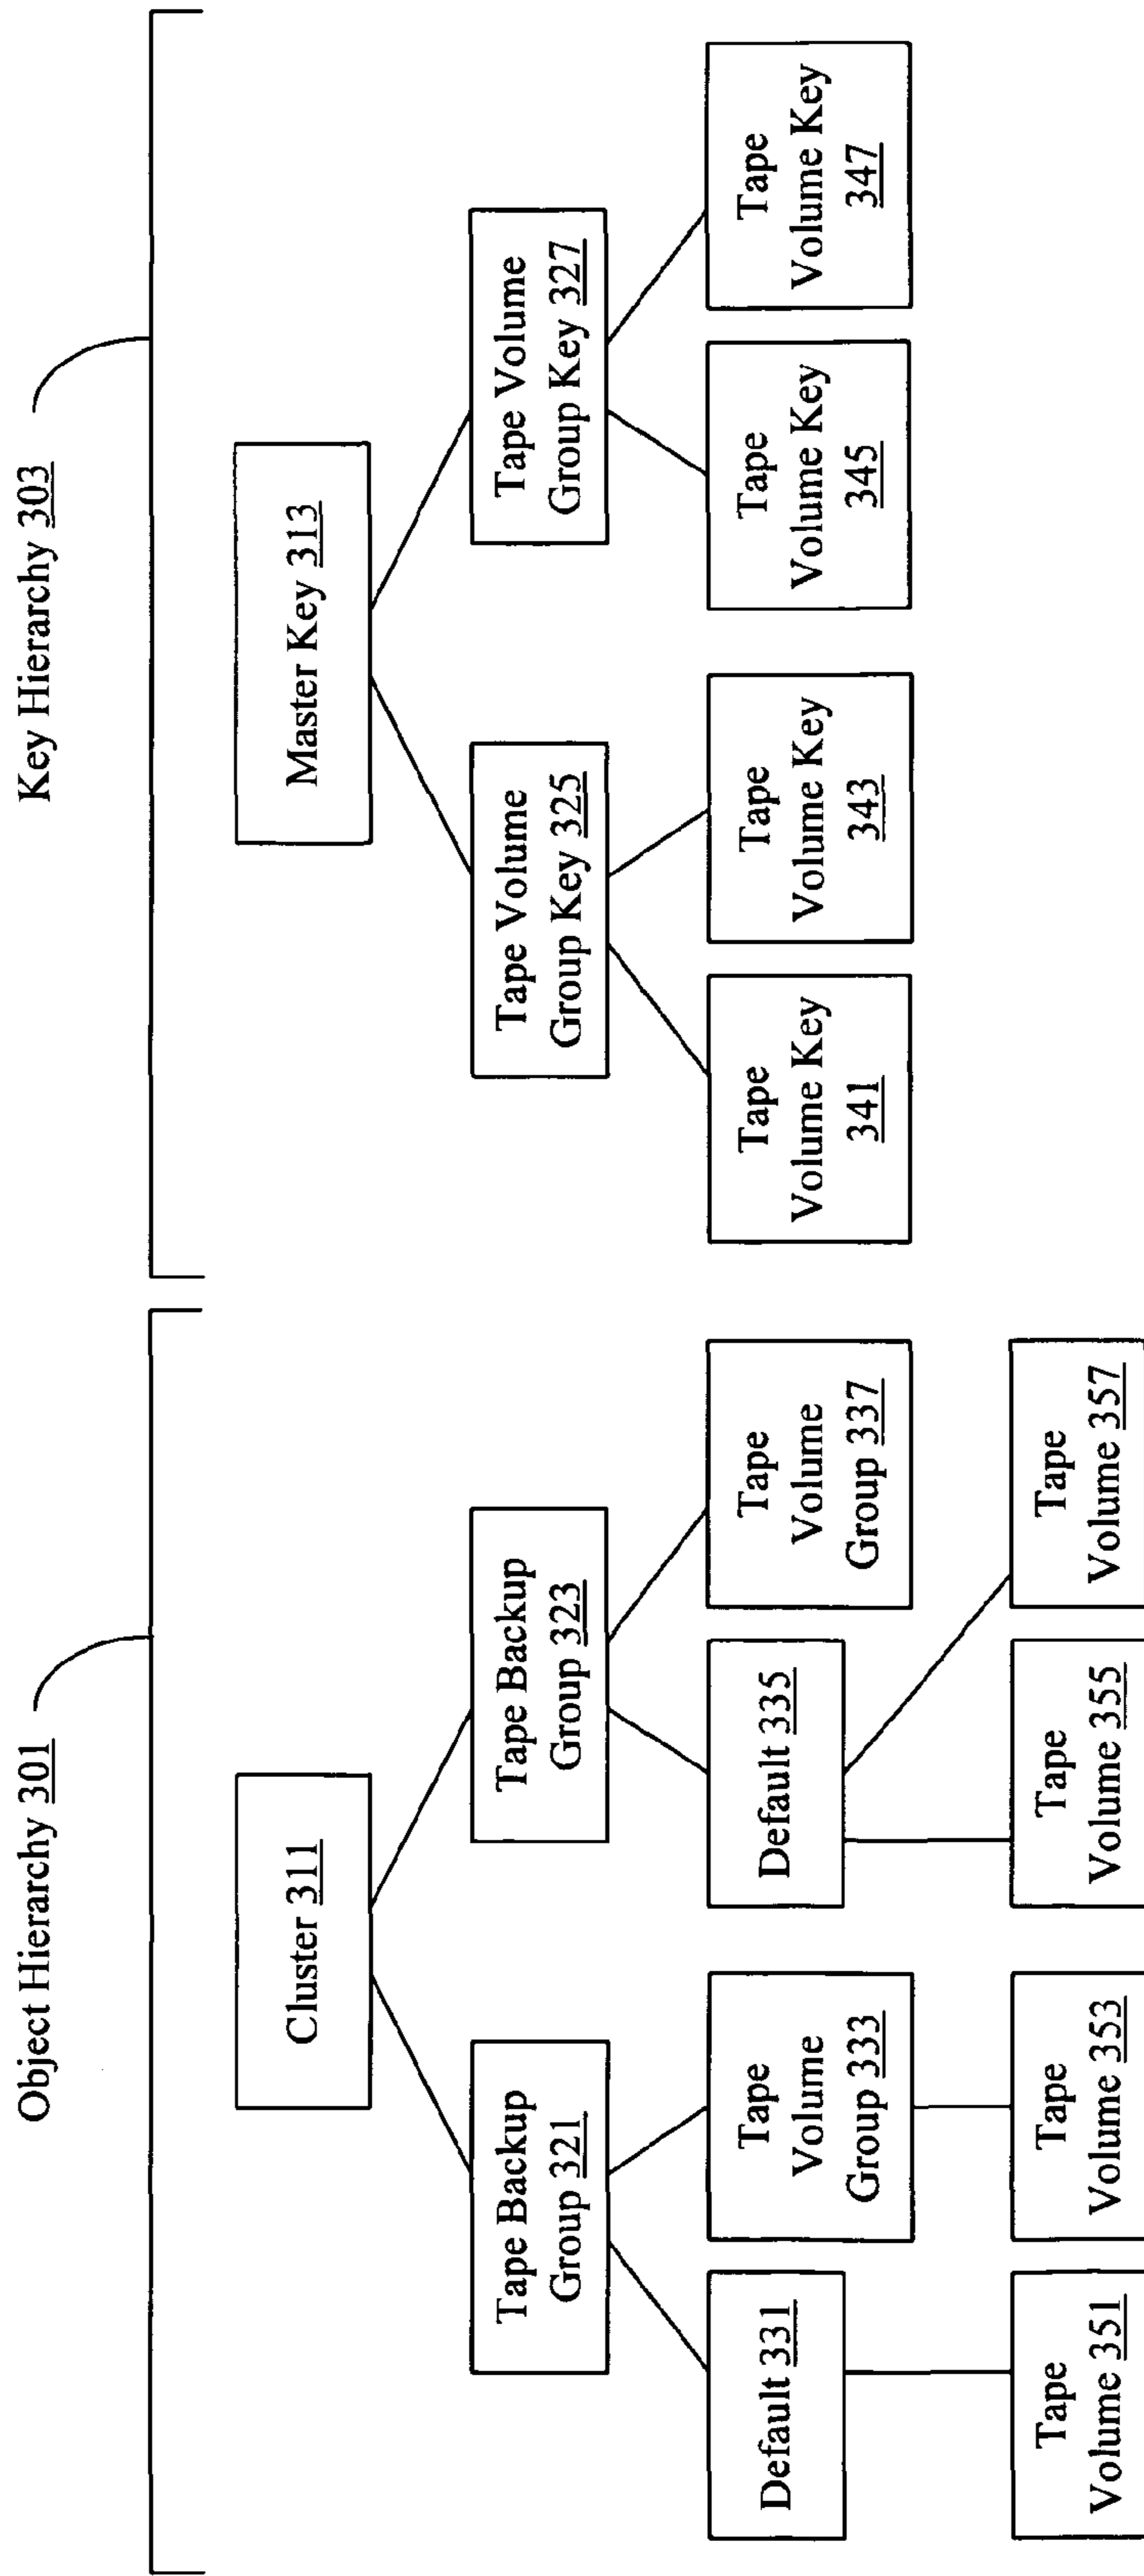 Object Hierarchy 301
Cluster 311
Tape Backup
Group 321
Tape Backup
Group 323
Default 331
Tape
Volume
Group 333
Default 335
Tape
Volume
Group 337
Tape
Volume 351
Tape
Volume 353
Tape
Volume 355
Tape
Volume 357
Key Hierarchy 303
Master Key 313
Tape Volume
Group Key 325
Tape Volume
Group Key 327
Tape
Volume Key
341
Tape
Volume Key
343
Tape
Volume Key
345
Tape
Volume Key
347